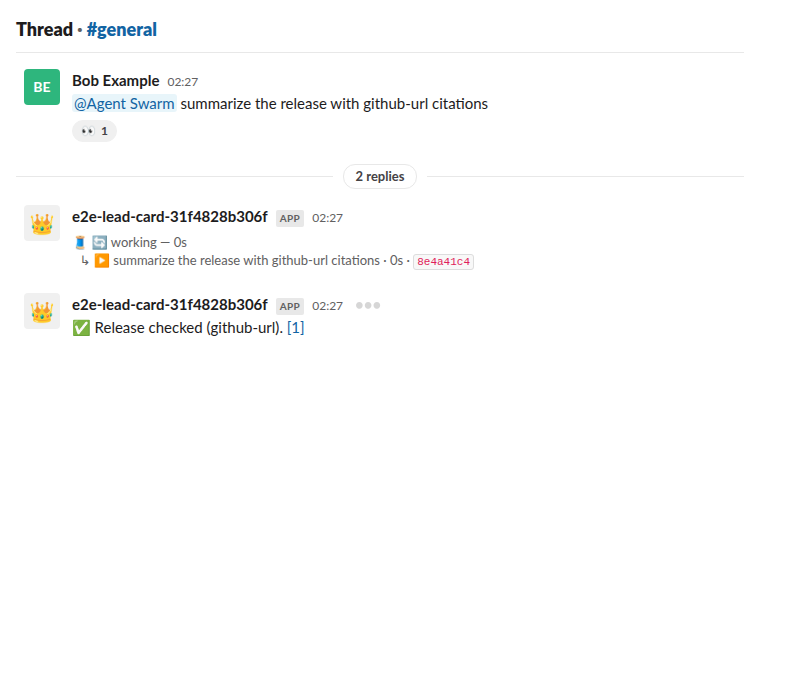 Thread • #general
BE
Bob Example 02:27
@Agent Swarm summarize the release with github-url citations
👀 1
2 replies
e2e-lead-card-31f4828b306f APP 02:27
🧵 🔄 working — 0s
↳ ▶️ summarize the release with github-url citations · 0s · 8e4a41c4
e2e-lead-card-31f4828b306f APP 02:27
✅ Release checked (github-url). [1]